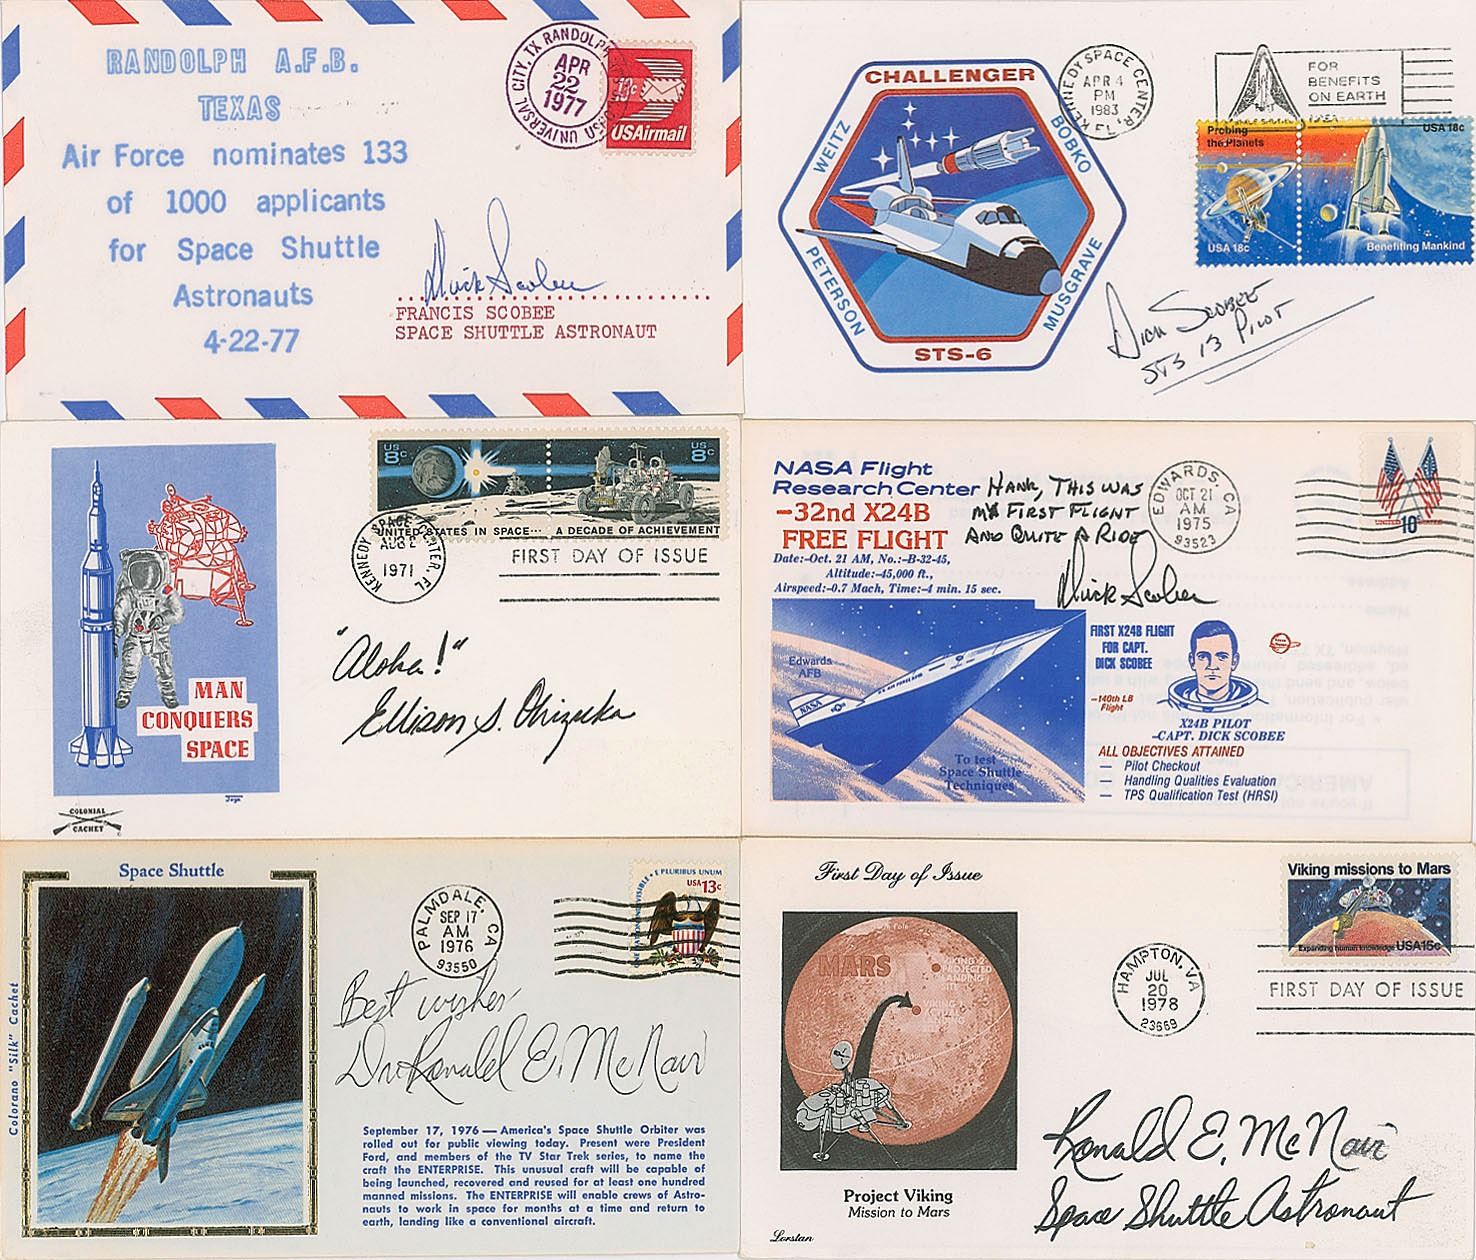 RANDOLPH A.F.B.
TEXAS
Air Force nominates 133
of 1000 applicants
for Space Shuttle
Astronauts
4-22-77
UNIVERSAL CITY, TX RANDOLPH
APR
22
1977
13c
USAirmail
Dick Scobee
FRANCIS SCOBEE
SPACE SHUTTLE ASTRONAUT
CHALLENGER
WEITZ
BOBKO
PETERSON
MUSGRAVE
STS-6
KENNEDY SPACE CENTER, FL
APR 4
PM
1983
FOR
BENEFITS
ON EARTH
Probing
the Planets
USA 18c
USA 18c
Benefiting Mankind
Dick Scobee
STS 13 Pilot
MAN
CONQUERS
SPACE
COLONIAL
CACHET
US
8c
US
8c
UNITED STATES IN SPACE... A DECADE OF ACHIEVEMENT
KENNEDY SPACE CENTER, FL
AUG 2
1971
FIRST DAY OF ISSUE
"Aloha!"
Ellison S. Onizuka
NASA Flight
Research Center
-32nd X24B
FREE FLIGHT
Date:-Oct. 21 AM, No.:-B-32-45,
Altitude:-45,000 ft.,
Airspeed:-0.7 Mach, Time:-4 min. 15 sec.
HANK, THIS WAS
MY FIRST FLIGHT
AND QUITE A RIDE
Dick Scobee
EDWARDS, CA
OCT 21
AM
1975
93523
10c
Edwards
AFB
NASA
To test
Space Shuttle
Techniques
FIRST X24B FLIGHT
FOR CAPT.
DICK SCOBEE
-140th LB
Flight
X24B PILOT
-CAPT. DICK SCOBEE
ALL OBJECTIVES ATTAINED
— Pilot Checkout
— Handling Qualities Evaluation
— TPS Qualification Test (HRSI)
Space Shuttle
Colorano "Silk" Cachet
PALMDALE, CA
SEP 17
AM
1976
93550
E PLURIBUS UNUM
USA 13c
Best wishes
Dr. Ronald E. McNair
September 17, 1976 — America's Space Shuttle Orbiter was
rolled out for public viewing today. Present were President
Ford, and members of the TV Star Trek series, to name the
craft the ENTERPRISE. This unusual craft will be capable of
being launched, recovered and reused for at least one hundred
manned missions. The ENTERPRISE will enable crews of Astro-
nauts to work in space for months at a time and return to
earth, landing like a conventional aircraft.
First Day of Issue
MARS
VIKING 2
PROJECTED
LANDING
SITE
VIKING 1
Project Viking
Mission to Mars
Lorstan
Viking missions to Mars
Expanding human knowledge USA 15c
HAMPTON, VA
JUL
20
1978
23669
FIRST DAY OF ISSUE
Ronald E. McNair
Space Shuttle Astronaut